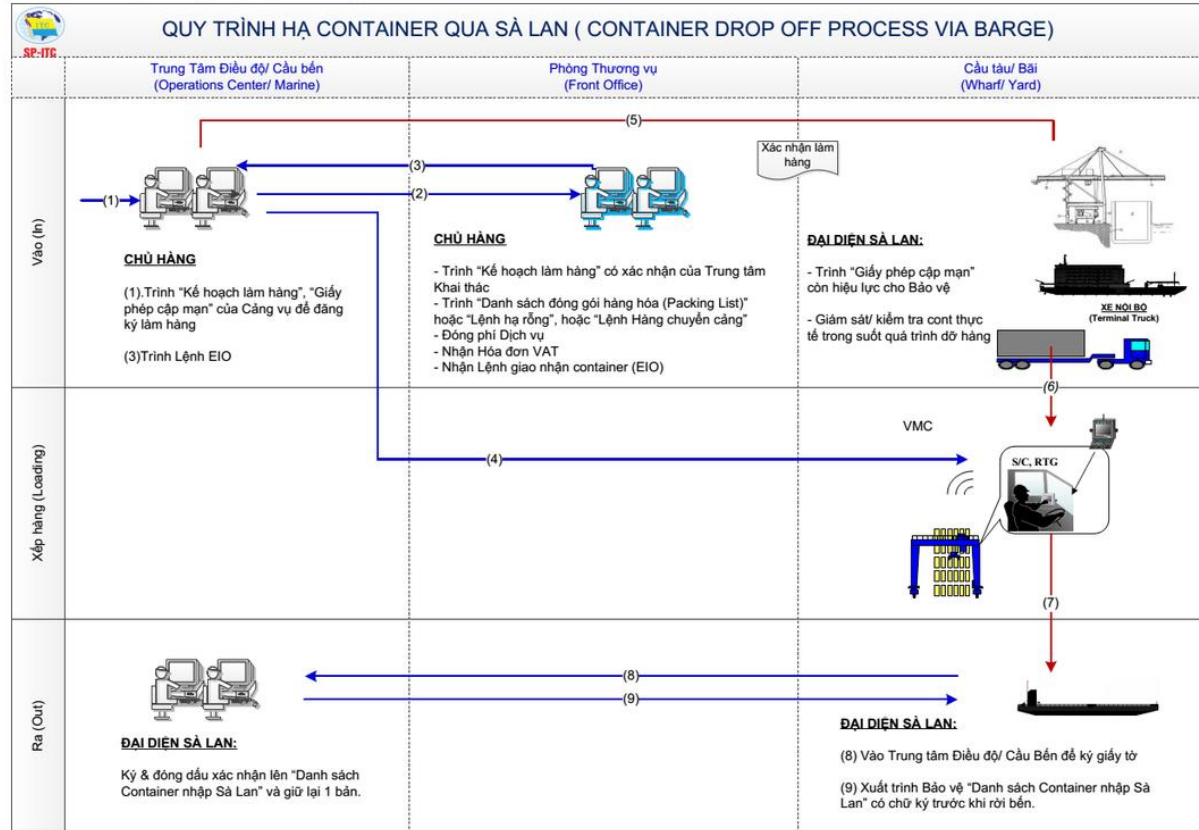 ITC
SP-ITC
QUY TRÌNH HẠ CONTAINER QUA SÀ LAN ( CONTAINER DROP OFF PROCESS VIA BARGE)
Trung Tâm Điều độ/ Cầu bến
(Operations Center/ Marine)
Phòng Thương vụ
(Front Office)
Cầu tàu/ Bãi
(Wharf/ Yard)
Vào (In)
(5)
Xác nhận làm
hàng
(3)
(1)
(2)
CHỦ HÀNG
(1).Trình “Kế hoạch làm hàng”, “Giấy
phép cập mạn” của Cảng vụ để đăng
ký làm hàng
(3)Trình Lệnh EIO
CHỦ HÀNG
- Trình “Kế hoạch làm hàng” có xác nhận của Trung tâm
Khai thác
- Trình “Danh sách đóng gói hàng hóa (Packing List)”
hoặc “Lệnh hạ rỗng”, hoặc “Lệnh Hàng chuyển cảng”
- Đóng phí Dịch vụ
- Nhận Hóa đơn VAT
- Nhận Lệnh giao nhận container (EIO)
ĐẠI DIỆN SÀ LAN:
- Trình “Giấy phép cập mạn”
còn hiệu lực cho Bảo vệ
- Giám sát/ kiểm tra cont thực
tế trong suốt quá trình dỡ hàng
XE NỘI BỘ
(Terminal Truck)
(6)
Xếp hàng (Loading)
(4)
VMC
S/C, RTG
(7)
Ra (Out)
(8)
(9)
ĐẠI DIỆN SÀ LAN:
Ký & đóng dấu xác nhận lên “Danh sách
Container nhập Sà Lan” và giữ lại 1 bản.
ĐẠI DIỆN SÀ LAN:
(8) Vào Trung tâm Điều độ/ Cầu Bến để ký giấy tờ
(9) Xuất trình Bảo vệ “Danh sách Container nhập Sà
Lan” có chữ ký trước khi rời bến.